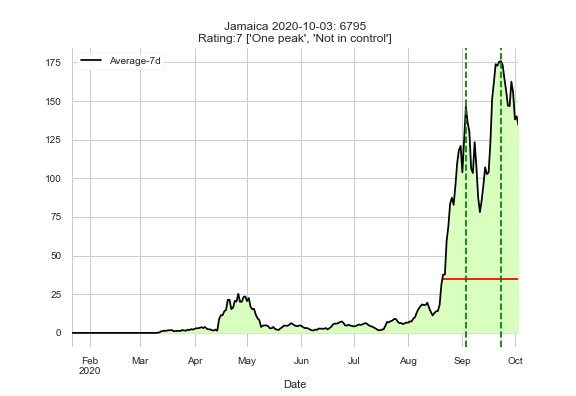 Jamaica 2020-10-03: 6795
Rating:7 ['One peak', 'Not in control']
Average-7d
175
150
125
100
75
50
25
0
Feb Mar Apr May Jun Jul Aug Sep Oct
2020
Date